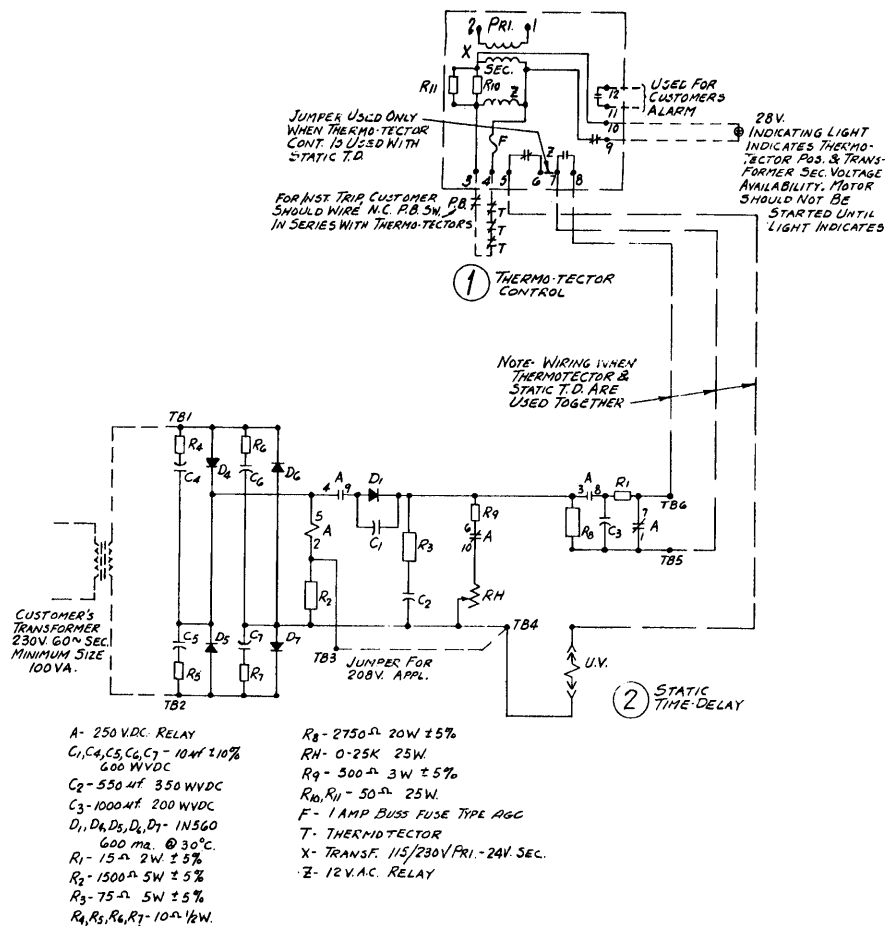 2 PRI. 1
X
SEC.
R11
R10
Z
JUMPER USED ONLY
WHEN THERMO-TECTOR
CONT. IS USED WITH
STATIC T.D.
F
Z
3 4 5 6 7 8
12
11
10
9
USED FOR
CUSTOMERS
ALARM
28V.
INDICATING LIGHT
INDICATES THERMO-
TECTOR POS. & TRANS-
FORMER SEC. VOLTAGE
AVAILABILITY. MOTOR
SHOULD NOT BE
STARTED UNTIL
LIGHT INDICATES
FOR INST. TRIP, CUSTOMER
SHOULD WIRE N.C. P.B. SW.
IN SERIES WITH THERMO-TECTORS
P.B.
T
T
T
1 THERMO-TECTOR
CONTROL
NOTE- WIRING WHEN
THERMOTECTOR &
STATIC T.D. ARE
USED TOGETHER
TB1
R4
C4
D4
R6
C6
D6
4 A 9
D1
C1
5
A
2
R2
R3
C2
R9
6
A
10
RH
3 A 8
R1
R8
C3
7
A
1
TB6
TB5
CUSTOMER'S
TRANSFORMER
230V. 60~ SEC.
MINIMUM SIZE
100VA.
C5
D5
R5
C7
D7
R7
TB2
TB3
JUMPER FOR
208V. APPL.
TB4
U.V.
2 STATIC
TIME-DELAY
A- 250 V.D.C. RELAY
C1, C4, C5, C6, C7- 10µf ±10%
600 WVDC
C2- 550 µf. 350 WVDC
C3- 1000 µf. 200 WVDC
D1, D4, D5, D6, D7- 1N560
600 ma. @ 30°C.
R1- 15Ω 2W. ±5%
R2- 1500Ω 5W ±5%
R3- 75Ω 5W ±5%
R4, R5, R6, R7- 10Ω 1/2W.
R8- 2750Ω 20W ±5%
RH- 0-25K 25W.
R9- 500Ω 3W ±5%
R10, R11- 50Ω 25W.
F- 1 AMP BUSS FUSE TYPE AGC
T- THERMOTECTOR
X- TRANSF. 115/230V PRI.- 24V. SEC.
Z- 12 V.A.C. RELAY